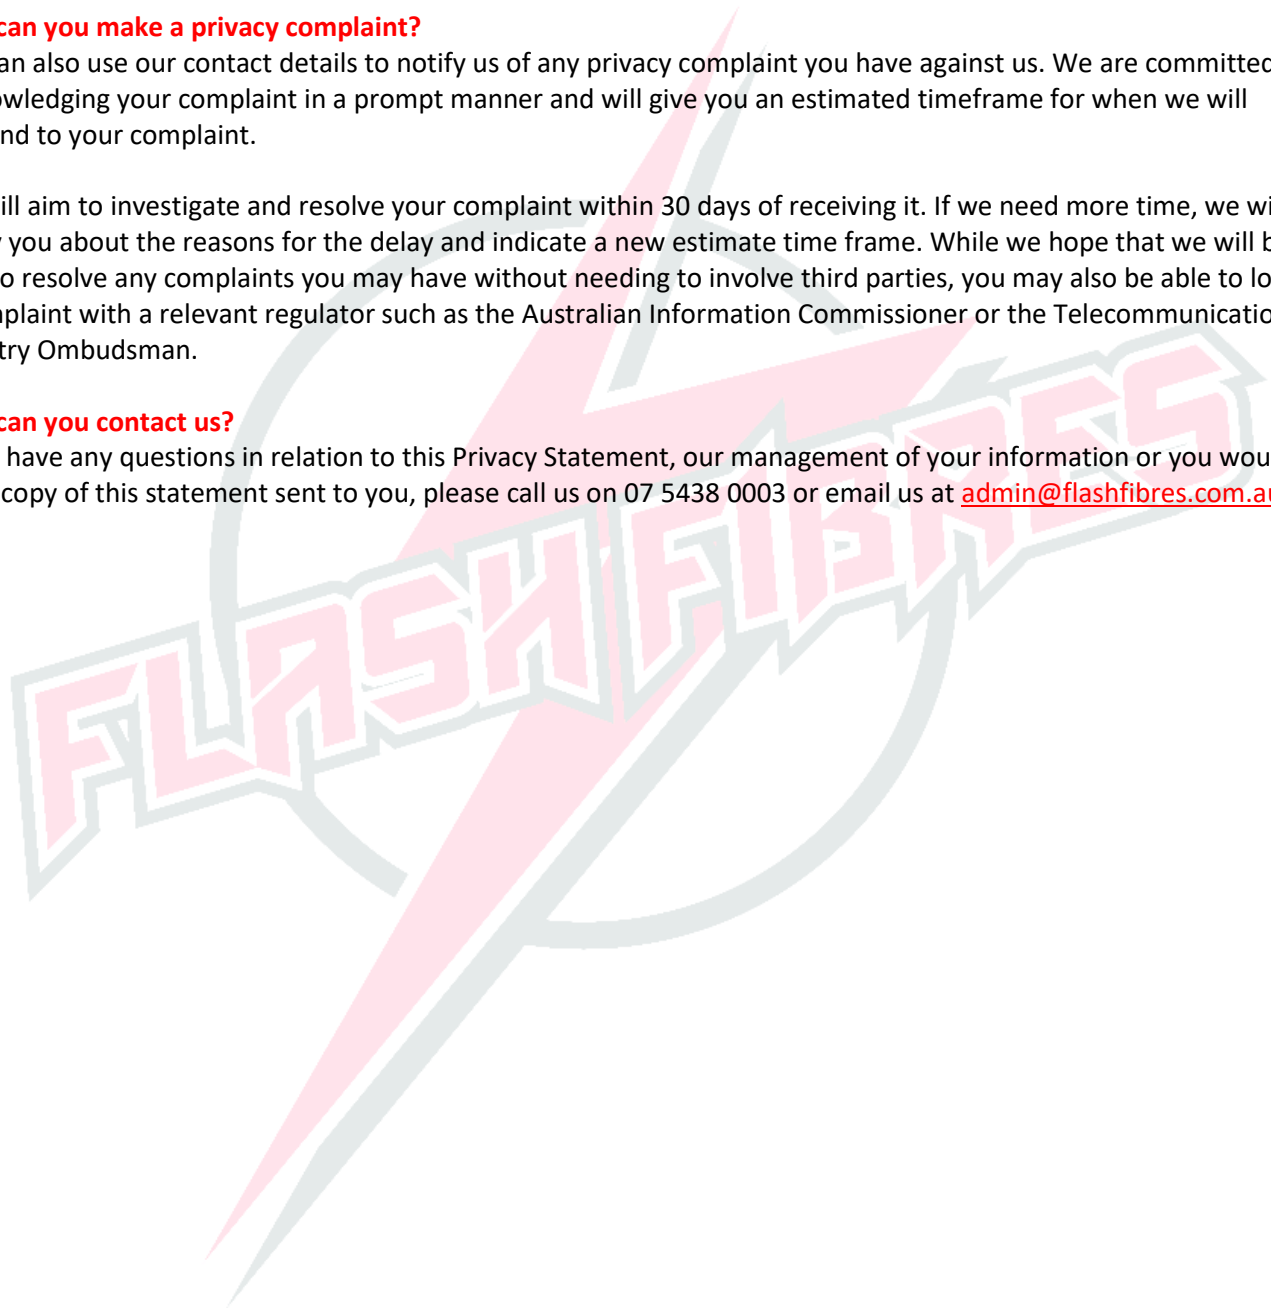 can you make a privacy complaint?
an also use our contact details to notify us of any privacy complaint you have against us. We are committed
owledging your complaint in a prompt manner and will give you an estimated timeframe for when we will
nd to your complaint.
ill aim to investigate and resolve your complaint within 30 days of receiving it. If we need more time, we wi
y you about the reasons for the delay and indicate a new estimate time frame. While we hope that we will b
o resolve any complaints you may have without needing to involve third parties, you may also be able to lo
plaint with a relevant regulator such as the Australian Information Commissioner or the Telecommunicatio
try Ombudsman.
can you contact us?
have any questions in relation to this Privacy Statement, our management of your information or you wou
copy of this statement sent to you, please call us on 07 5438 0003 or email us at admin@flashfibres.com.au
FLASH FIBRES